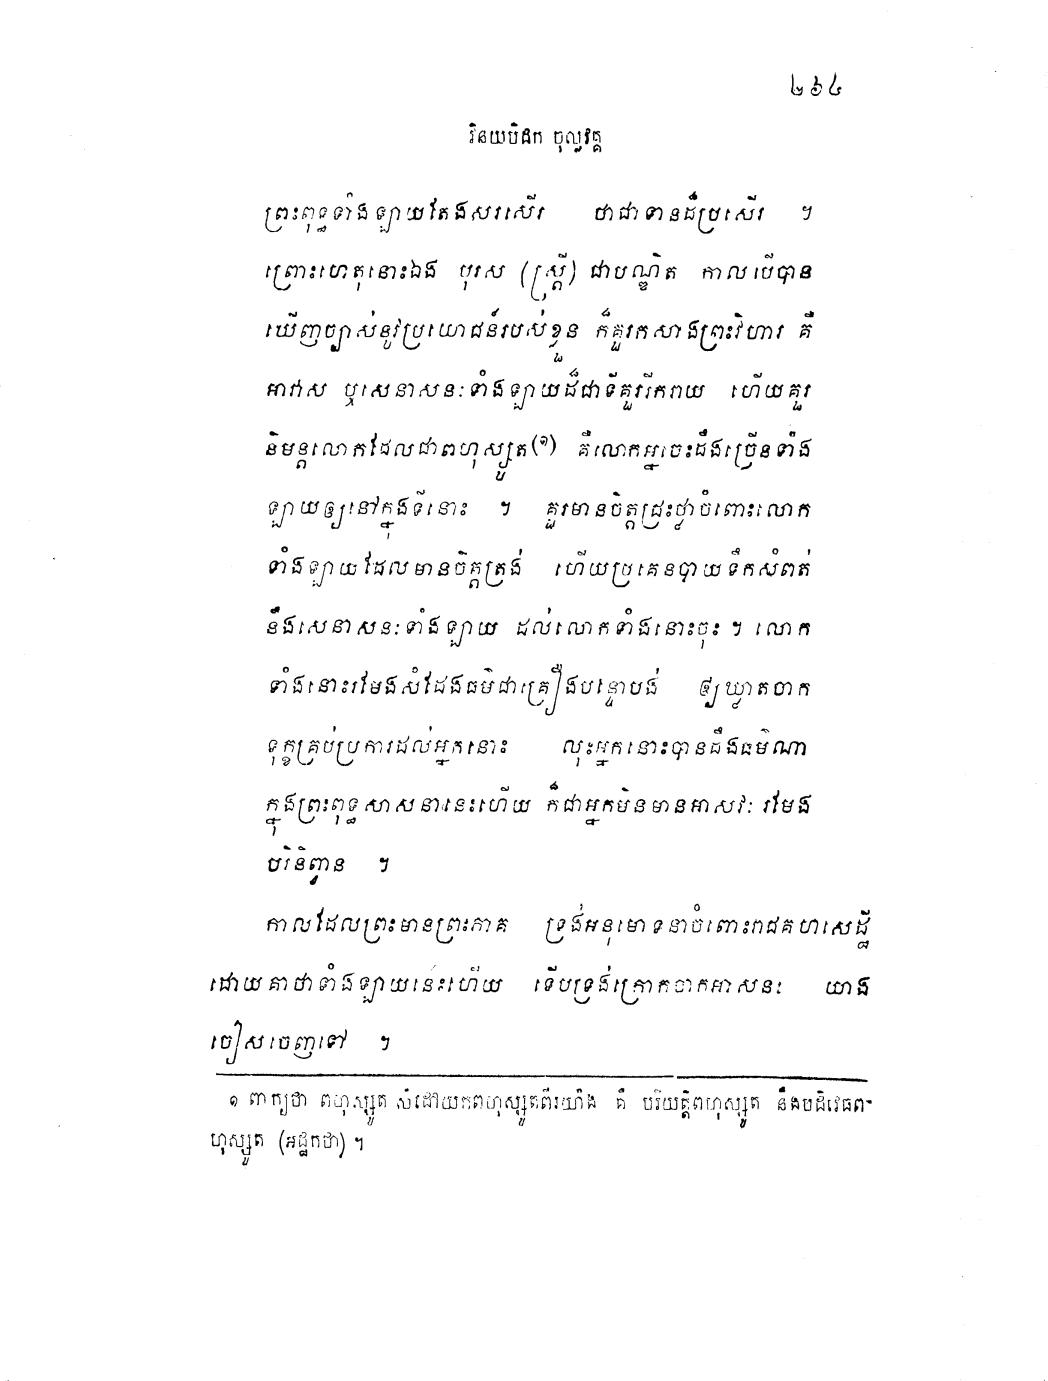 ២៦៤
វិនយបិដក ចុល្លវគ្គ
ព្រះពុទ្ធទាំងឡាយតែងសរសើរ ថាជាទានដ៏ប្រសើរ ។
ព្រោះហេតុនោះឯង បុរស (ស្ត្រី) ជាបណ្ឌិត កាលបើបាន
ឃើញច្បាស់នូវប្រយោជន៍របស់ខ្លួន ក៏គួរកសាងព្រះវិហារ គឺ
អាវាស ឬសេនាសនៈទាំងឡាយដ៏ជាទីគួររីករាយ ហើយគួរ
និមន្តលោកដែលជាពហុស្សូត(១) គឺលោកអ្នកចេះដឹងច្រើនទាំង
ឡាយឲ្យនៅក្នុងទីនោះ ។ គួរមានចិត្តជ្រះថ្លាចំពោះលោក
ទាំងឡាយដែលមានចិត្តត្រង់ ហើយប្រគេនបាយទឹកសំពត់
នឹងសេនាសនៈទាំងឡាយ ដល់លោកទាំងនោះចុះ ។ លោក
ទាំងនោះរមែងសំដែងធម៌ជាគ្រឿងបន្ទោបង់ ឲ្យឃ្លាតចាក
ទុក្ខគ្រប់ប្រការដល់អ្នកនោះ លុះអ្នកនោះបានដឹងធម៌ណា
ក្នុងព្រះពុទ្ធសាសនានេះហើយ ក៏ជាអ្នកមិនមានអាសវៈ រមែង
បរិនិព្វាន ។
កាលដែលព្រះមានព្រះភាគ ទ្រង់អនុមោទនាចំពោះរាជគហសេដ្ឋី
ដោយគាថាទាំងឡាយនេះហើយ ទើបទ្រង់ក្រោកចាកអាសនៈ យាង
ចៀសចេញទៅ ។
១ ពាក្យថា ពហុស្សូត សំដៅយកពហុស្សូតពីរយ៉ាង គឺ បរិយត្តិពហុស្សូត នឹងបដិវេធព-
ហុស្សូត (អដ្ឋកថា) ។